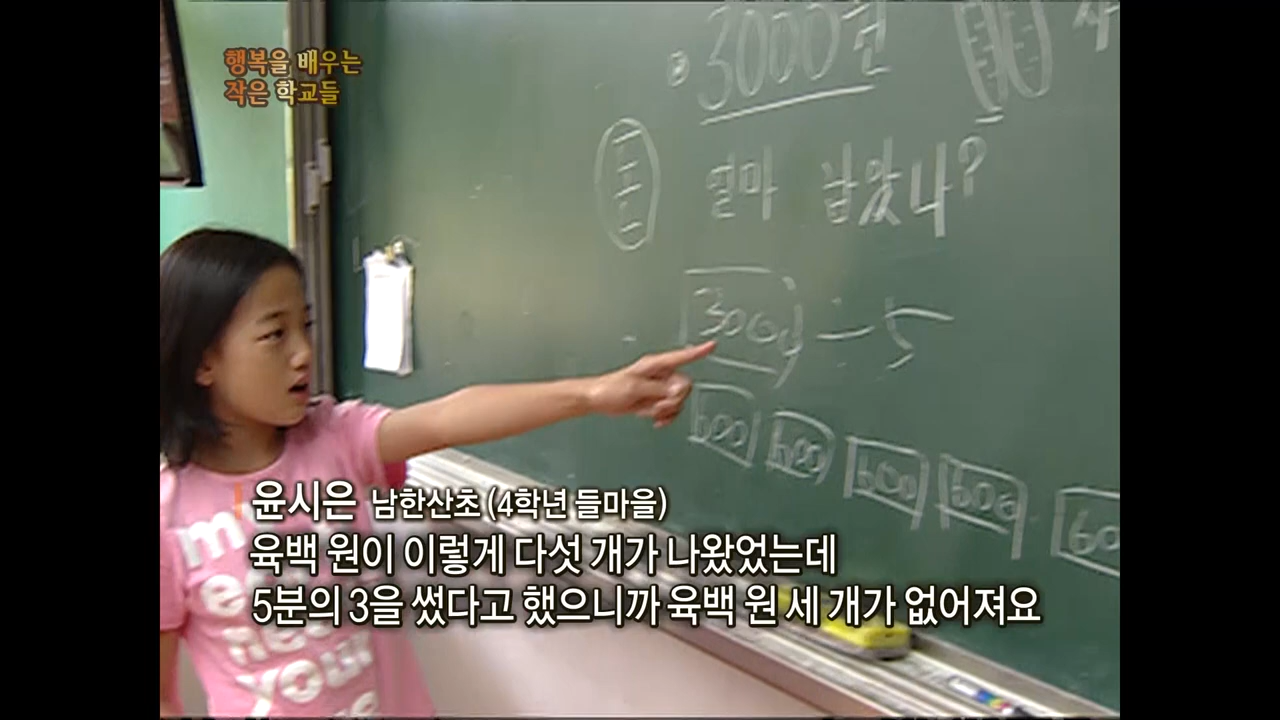 행복을 배우는
작은 학교들
3000원
얼마 남았나?
3000 ÷ 5
600 600 600 600 60
윤시은 남한산초 (4학년 들마을)
육백 원이 이렇게 다섯 개가 나왔었는데
5분의 3을 썼다고 했으니까 육백 원 세 개가 없어져요